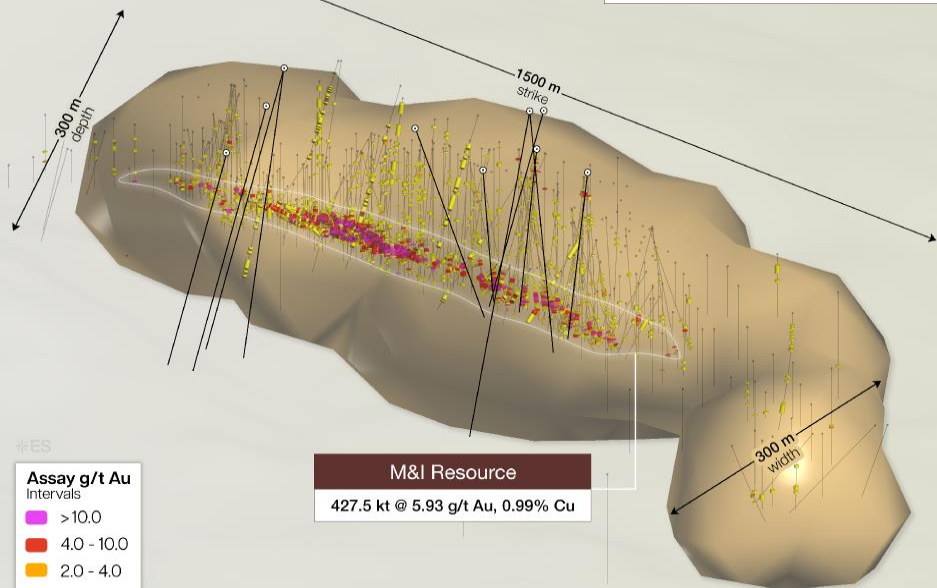 1500 m
strike
300 m
depth
300 m
width
ES
M&I Resource
427.5 kt @ 5.93 g/t Au, 0.99% Cu
Assay g/t Au
Intervals
>10.0
4.0 - 10.0
2.0 - 4.0